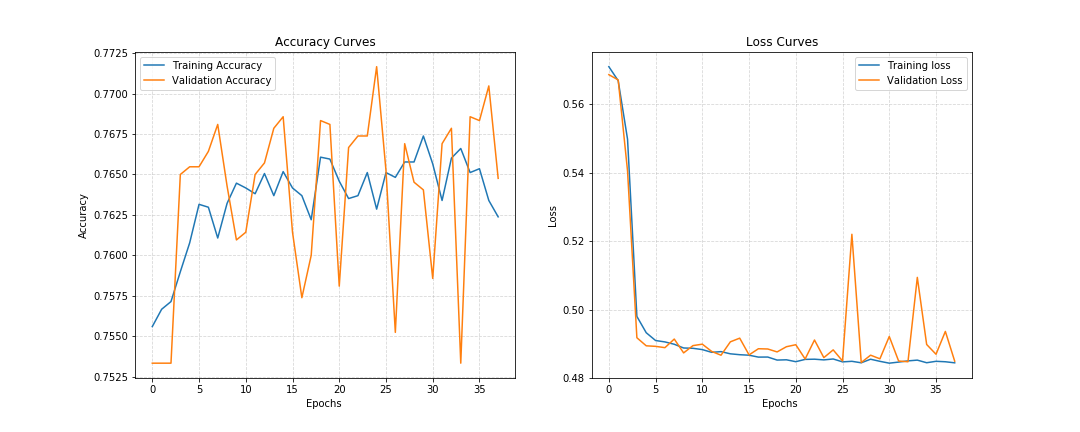 Accuracy Curves
Training Accuracy
Validation Accuracy
Accuracy
0.7725
0.7700
0.7675
0.7650
0.7625
0.7600
0.7575
0.7550
0.7525
0 5 10 15 20 25 30 35
Epochs
Loss Curves
Training loss
Validation Loss
Loss
0.56
0.54
0.52
0.50
0.48
0 5 10 15 20 25 30 35
Epochs